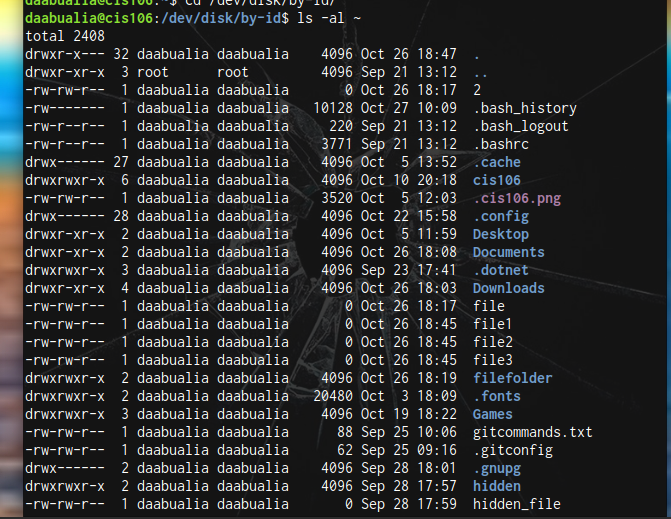 daabualia@cis106:~$ cd /dev/disk/by-id/
daabualia@cis106:/dev/disk/by-id$ ls -al ~
total 2408
drwxr-x--- 32 daabualia daabualia  4096 Oct 26 18:47 .
drwxr-xr-x  3 root      root       4096 Sep 21 13:12 ..
-rw-rw-r--  1 daabualia daabualia     0 Oct 26 18:17 2
-rw-------  1 daabualia daabualia 10128 Oct 27 10:09 .bash_history
-rw-r--r--  1 daabualia daabualia   220 Sep 21 13:12 .bash_logout
-rw-r--r--  1 daabualia daabualia  3771 Sep 21 13:12 .bashrc
drwx------ 27 daabualia daabualia  4096 Oct  5 13:52 .cache
drwxrwxr-x  6 daabualia daabualia  4096 Oct 10 20:18 cis106
-rw-rw-r--  1 daabualia daabualia  3520 Oct  5 12:03 .cis106.png
drwx------ 28 daabualia daabualia  4096 Oct 22 15:58 .config
drwxr-xr-x  2 daabualia daabualia  4096 Oct  5 11:59 Desktop
drwxr-xr-x  2 daabualia daabualia  4096 Oct 26 18:08 Documents
drwxrwxr-x  3 daabualia daabualia  4096 Sep 23 17:41 .dotnet
drwxr-xr-x  4 daabualia daabualia  4096 Oct 26 18:03 Downloads
-rw-rw-r--  1 daabualia daabualia     0 Oct 26 18:17 file
-rw-rw-r--  1 daabualia daabualia     0 Oct 26 18:45 file1
-rw-rw-r--  1 daabualia daabualia     0 Oct 26 18:45 file2
-rw-rw-r--  1 daabualia daabualia     0 Oct 26 18:45 file3
drwxrwxr-x  2 daabualia daabualia  4096 Oct 26 18:19 filefolder
drwxrwxr-x  2 daabualia daabualia 20480 Oct  3 18:09 .fonts
drwxrwxr-x  3 daabualia daabualia  4096 Oct 19 18:22 Games
-rw-rw-r--  1 daabualia daabualia    88 Sep 25 10:06 gitcommands.txt
-rw-rw-r--  1 daabualia daabualia    62 Sep 25 09:16 .gitconfig
drwx------  2 daabualia daabualia  4096 Sep 28 18:01 .gnupg
drwxrwxr-x  2 daabualia daabualia  4096 Sep 28 17:57 hidden
-rw-rw-r--  1 daabualia daabualia     0 Sep 28 17:59 hidden_file